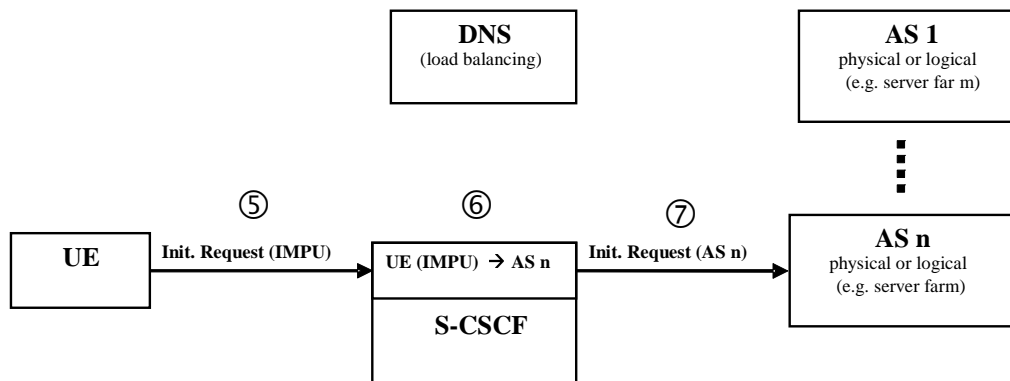 DNS
(load balancing)
AS 1
physical or logical
(e.g. server far m)
⑤
⑥
⑦
UE
Init. Request (IMPU)
UE (IMPU) → AS n
Init. Request (AS n)
AS n
physical or logical
(e.g. server farm)
S-CSCF